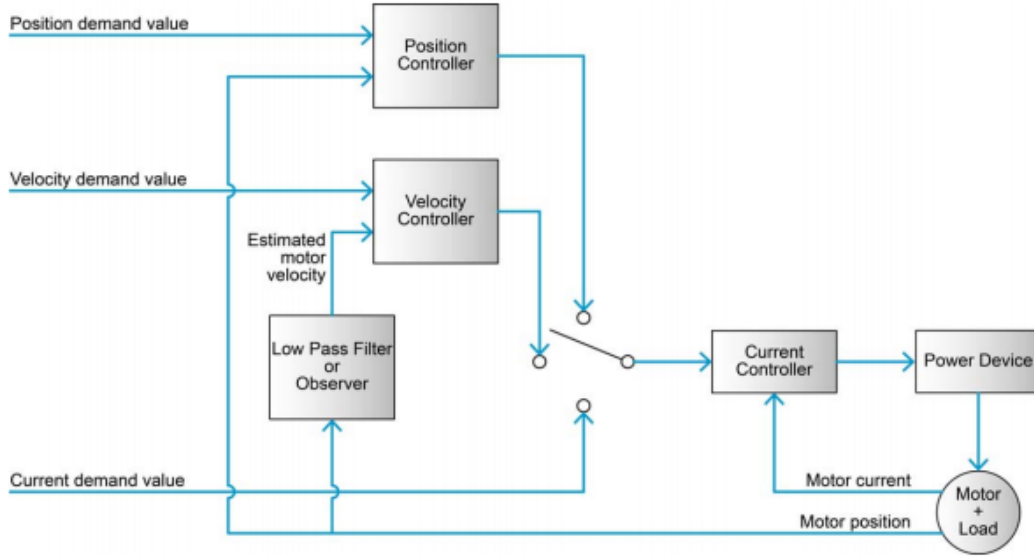 Position demand value
Position
Controller
Velocity demand value
Velocity
Controller
Estimated
motor
velocity
Low Pass Filter
or
Observer
Current
Controller
Power Device
Current demand value
Motor current
Motor position
Motor
+
Load